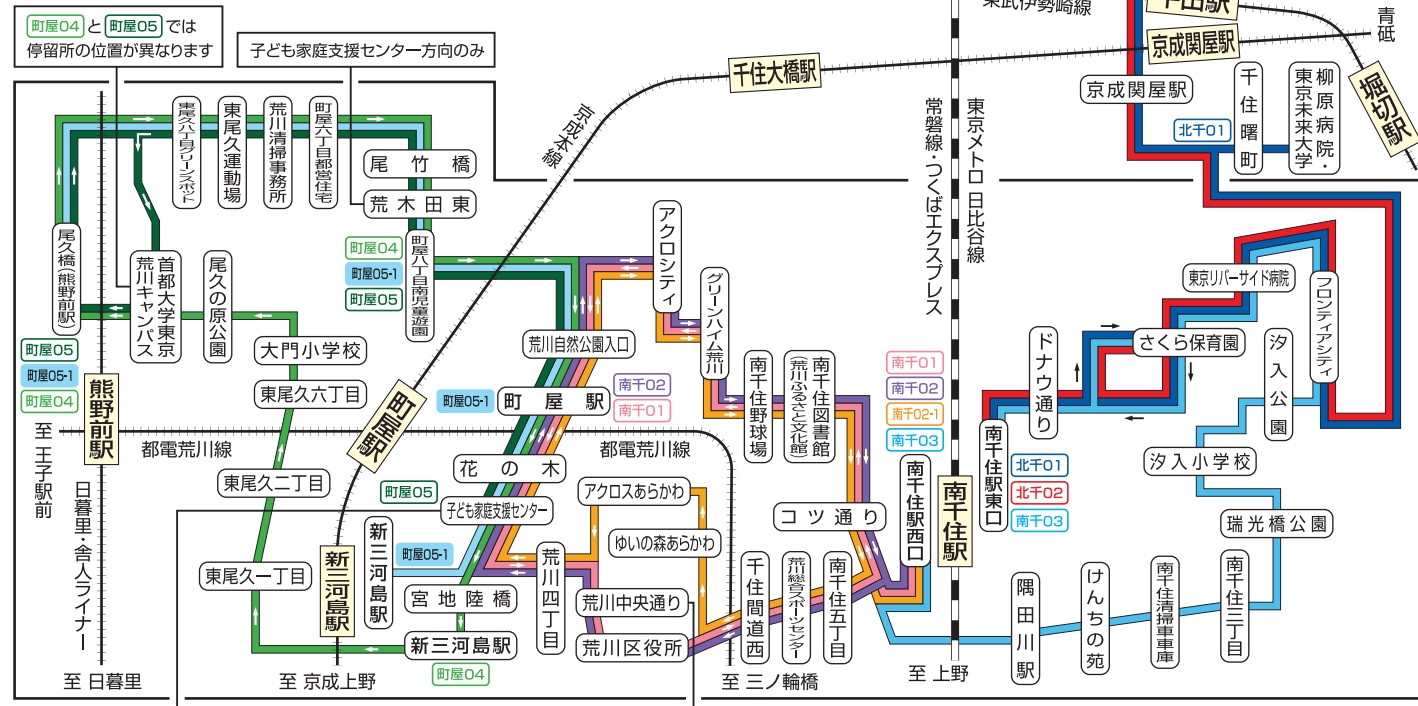 町屋04 と 町屋05 では
停留所の位置が異なります
子ども家庭支援センター方向のみ
東武伊勢崎線
牛田駅
京成関屋駅
青砥
堀切駅
千住大橋駅
京成本線
常磐線・つくばエクスプレス
東京メトロ日比谷線
京成関屋駅
北千01
千住曙町
柳原病院・
東京未来大学
東尾久八丁目グリーンスポット
東尾久運動場
荒川清掃事務所
町屋六丁目都営住宅
尾竹橋
荒木田東
町屋04
町屋05-1
町屋05
町屋八丁目南児童遊園
尾久橋(熊野前駅)
首都大学東京
荒川キャンパス
尾久の原公園
大門小学校
東尾久六丁目
東尾久二丁目
東尾久一丁目
町屋05
町屋05-1
町屋04
熊野前駅
至 王子駅前
都電荒川線
日暮里・舎人ライナー
至 日暮里
町屋駅
新三河島駅
至 京成上野
アクロシティ
グリーンハイム荒川
荒川自然公園入口
町屋05-1
町屋駅
南千02
南千01
花の木
都電荒川線
町屋05
子ども家庭支援センター
新三河島駅
町屋05-1
宮地陸橋
新三河島駅
町屋04
荒川四丁目
アクロスあらかわ
ゆいの森あらかわ
荒川中央通り
荒川区役所
至 三ノ輪橋
南千住野球場
南千住図書館
(荒川ふるさと文化館)
コツ通り
千住間道西
荒川総合スポーツセンター
南千住五丁目
南千01
南千02
南千02-1
南千03
南千住駅西口
南千住駅
至 上野
南千住駅東口
北千01
北千02
南千03
ドナウ通り
さくら保育園
東京リバーサイド病院
フロンティアシティ
汐入公園
汐入小学校
瑞光橋公園
南千住三丁目
南千住清掃車車庫
けんちの苑
隅田川駅